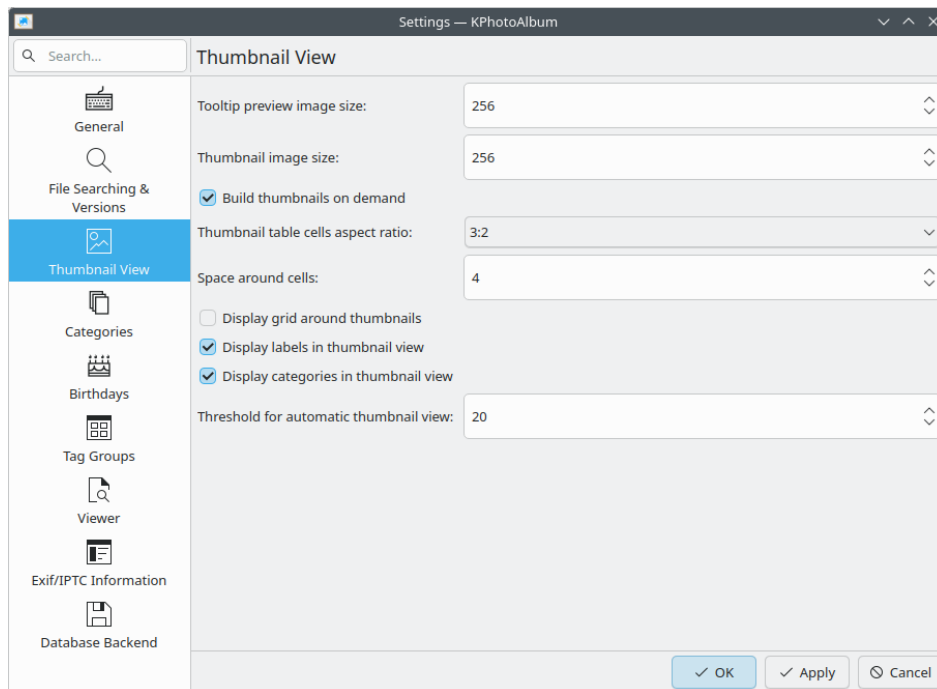 Settings — KPhotoAlbum
Search...
Thumbnail View
General
File Searching &
Versions
Thumbnail View
Categories
Birthdays
Tag Groups
Viewer
Exif/IPTC Information
Database Backend
Tooltip preview image size: 256
Thumbnail image size: 256
Build thumbnails on demand
Thumbnail table cells aspect ratio: 3:2
Space around cells: 4
Display grid around thumbnails
Display labels in thumbnail view
Display categories in thumbnail view
Threshold for automatic thumbnail view: 20
OK Apply Cancel